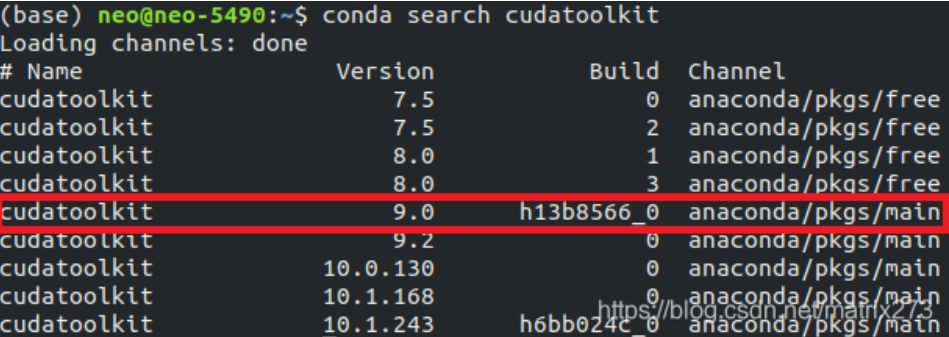 (base) neo@neo-5490:~$ conda search cudatoolkit
Loading channels: done
# Name Version Build Channel
cudatoolkit 7.5 0 anaconda/pkgs/free
cudatoolkit 7.5 2 anaconda/pkgs/free
cudatoolkit 8.0 1 anaconda/pkgs/free
cudatoolkit 8.0 3 anaconda/pkgs/free
cudatoolkit 9.0 h13b8566_0 anaconda/pkgs/main
cudatoolkit 9.2 0 anaconda/pkgs/main
cudatoolkit 10.0.130 0 anaconda/pkgs/main
cudatoolkit 10.1.168 0 anaconda/pkgs/main
https://blog.csdn.net/matrix273
cudatoolkit 10.1.243 h6bb024c_0 anaconda/pkgs/main